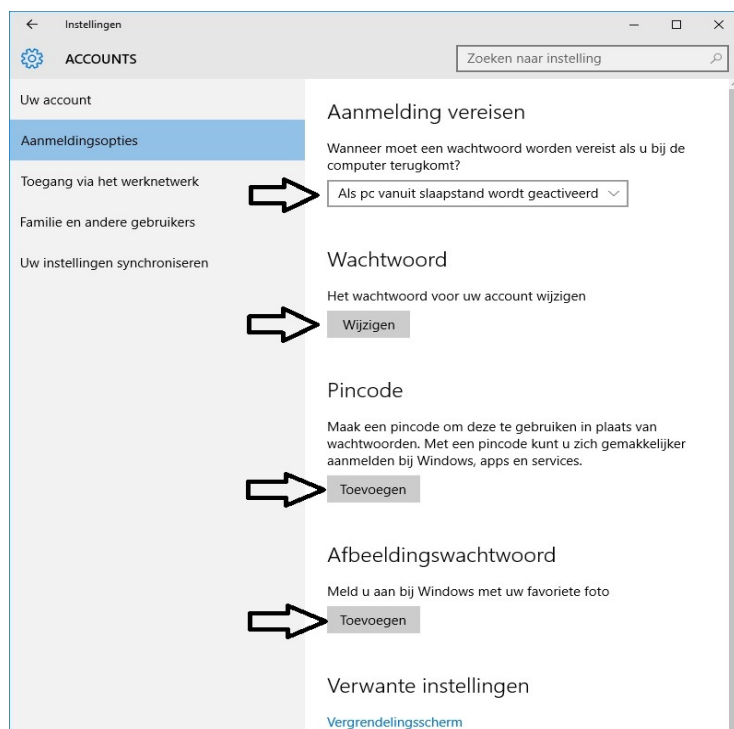 Instellingen
ACCOUNTS
Zoeken naar instelling
Uw account
Aanmeldingsopties
Toegang via het werknetwerk
Familie en andere gebruikers
Uw instellingen synchroniseren
Aanmelding vereisen
Wanneer moet een wachtwoord worden vereist als u bij de
computer terugkomt?
Als pc vanuit slaapstand wordt geactiveerd
Wachtwoord
Het wachtwoord voor uw account wijzigen
Wijzigen
Pincode
Maak een pincode om deze te gebruiken in plaats van
wachtwoorden. Met een pincode kunt u zich gemakkelijker
aanmelden bij Windows, apps en services.
Toevoegen
Afbeeldingswachtwoord
Meld u aan bij Windows met uw favoriete foto
Toevoegen
Verwante instellingen
Vergrendelingsscherm